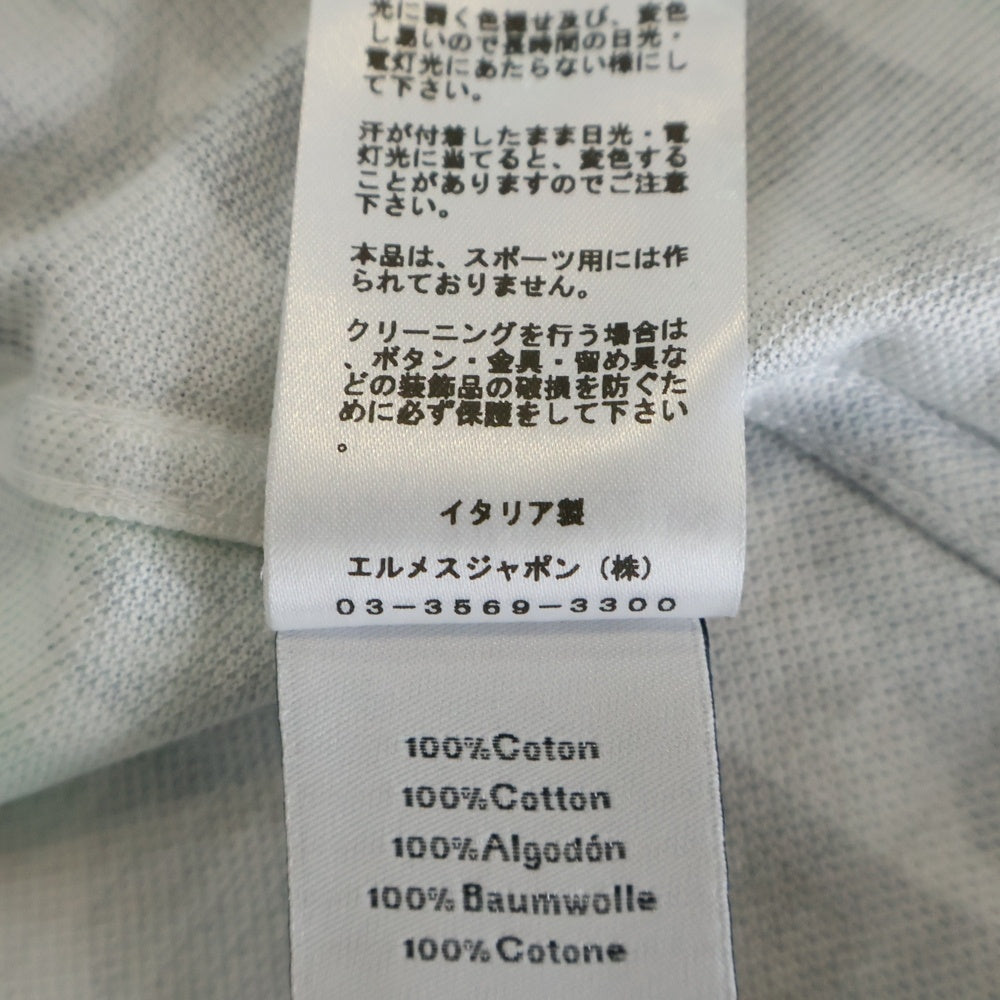 光に弱く色褪せ及び、変色
し易いので長時間の日光・
電灯光にあたらない様にし
て下さい。
汗が付着したまま日光・電
灯光に当てると、変色する
ことがありますのでご注意
下さい。
本品は、スポーツ用には作
られておりません。
クリーニングを行う場合は
、ボタン・金具・留め具な
どの装飾品の破損を防ぐた
めに必ず保護をして下さい
。
イタリア製
エルメスジャポン（株）
03-3569-3300
100%Coton
100%Cotton
100%Algodón
100%Baumwolle
100%Cotone